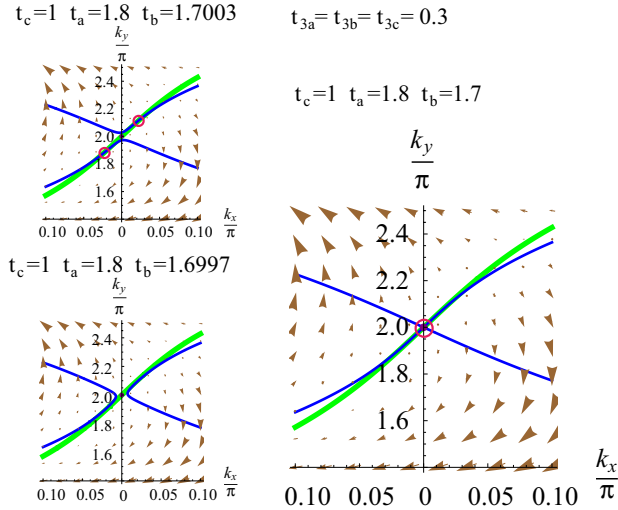 t_c=1 t_a=1.8 t_b=1.7003
k_y/π
2.4
2.2
2.0
1.8
1.6
0.10 0.05 0 0.05 0.10
k_x/π
t_c=1 t_a=1.8 t_b=1.6997
k_y/π
2.4
2.2
2.0
1.8
1.6
0.10 0.05 0 0.05 0.10
k_x/π
t_3a= t_3b= t_3c= 0.3
t_c=1 t_a=1.8 t_b=1.7
k_y/π
2.4
2.2
2.0
1.8
1.6
0.10 0.05 0 0.05 0.10
k_x/π